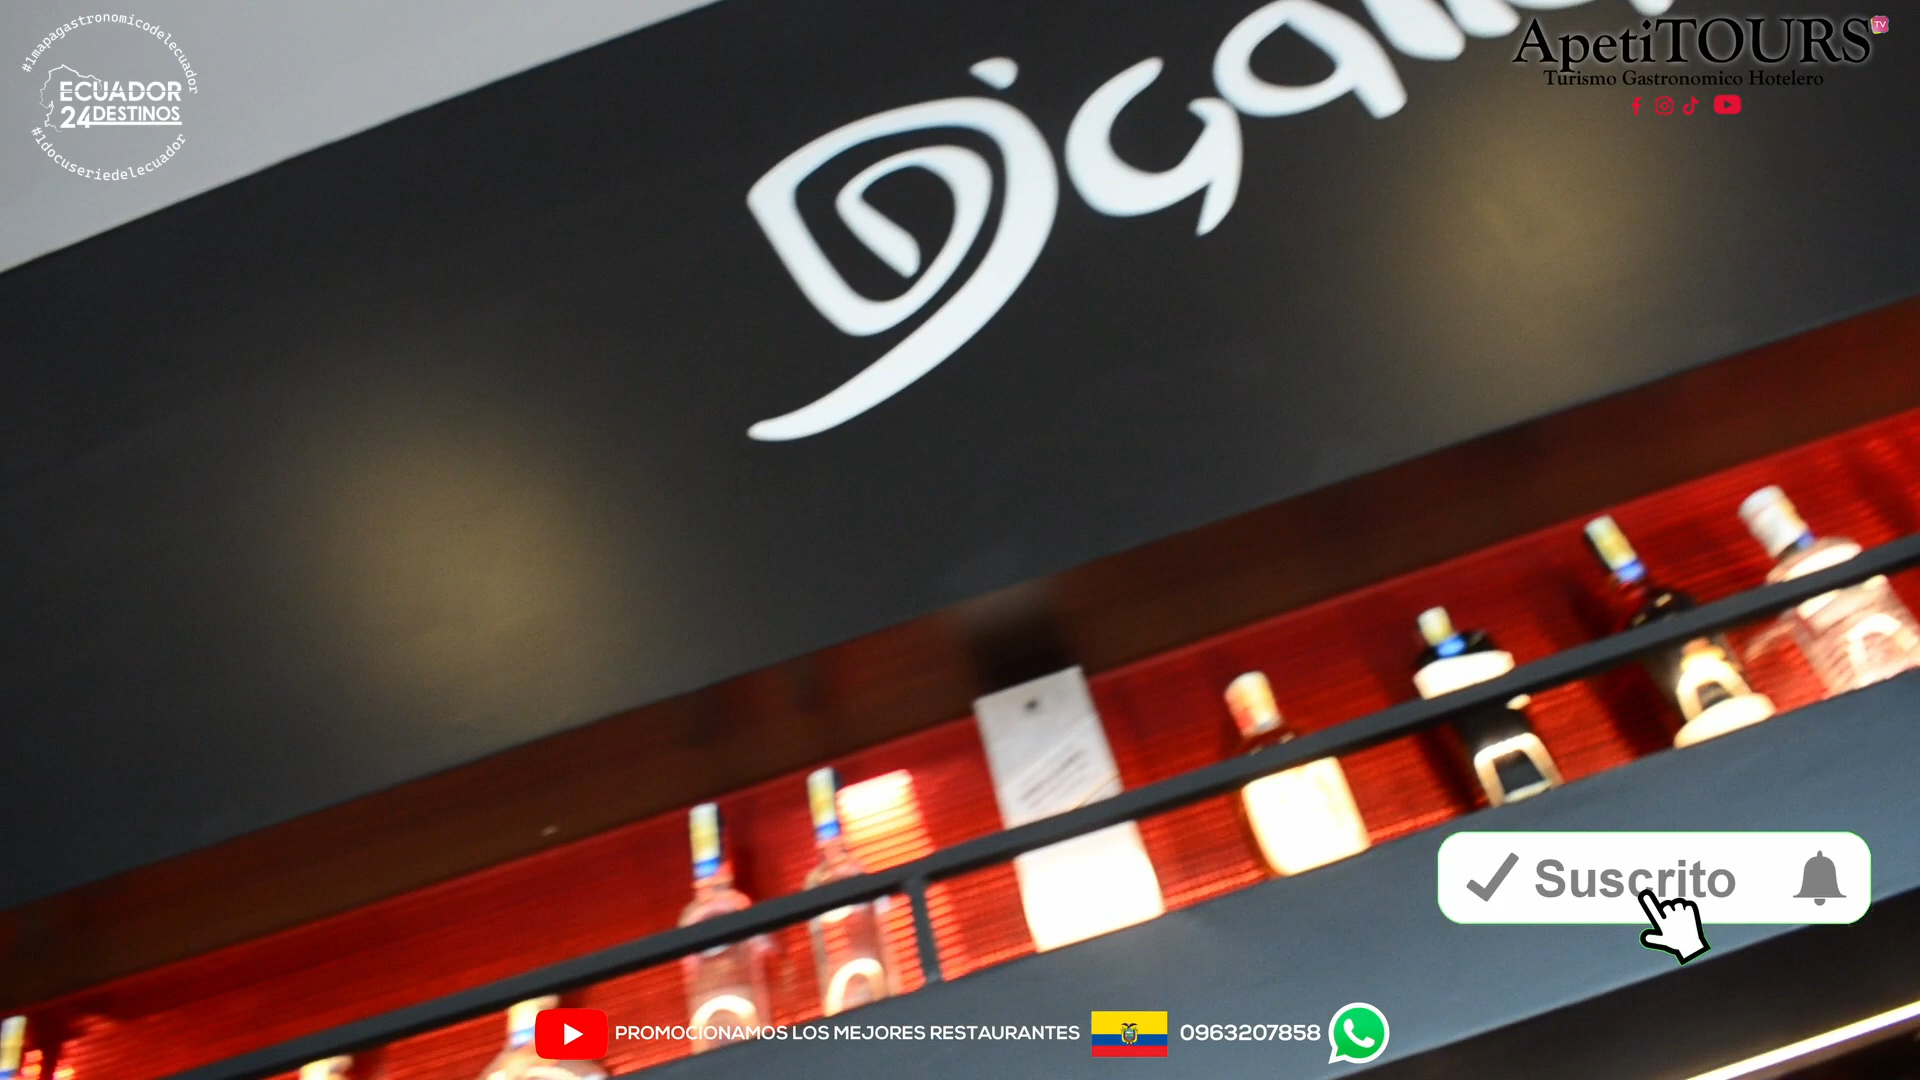 #1mapagastronomicodelecuador
ECUADOR
24DESTINOS
#1docuseriedelecuador
ApetiTOURS TV
Turismo Gastronomico Hotelero
Suscrito
PROMOCIONAMOS LOS MEJORES RESTAURANTES
0963207858